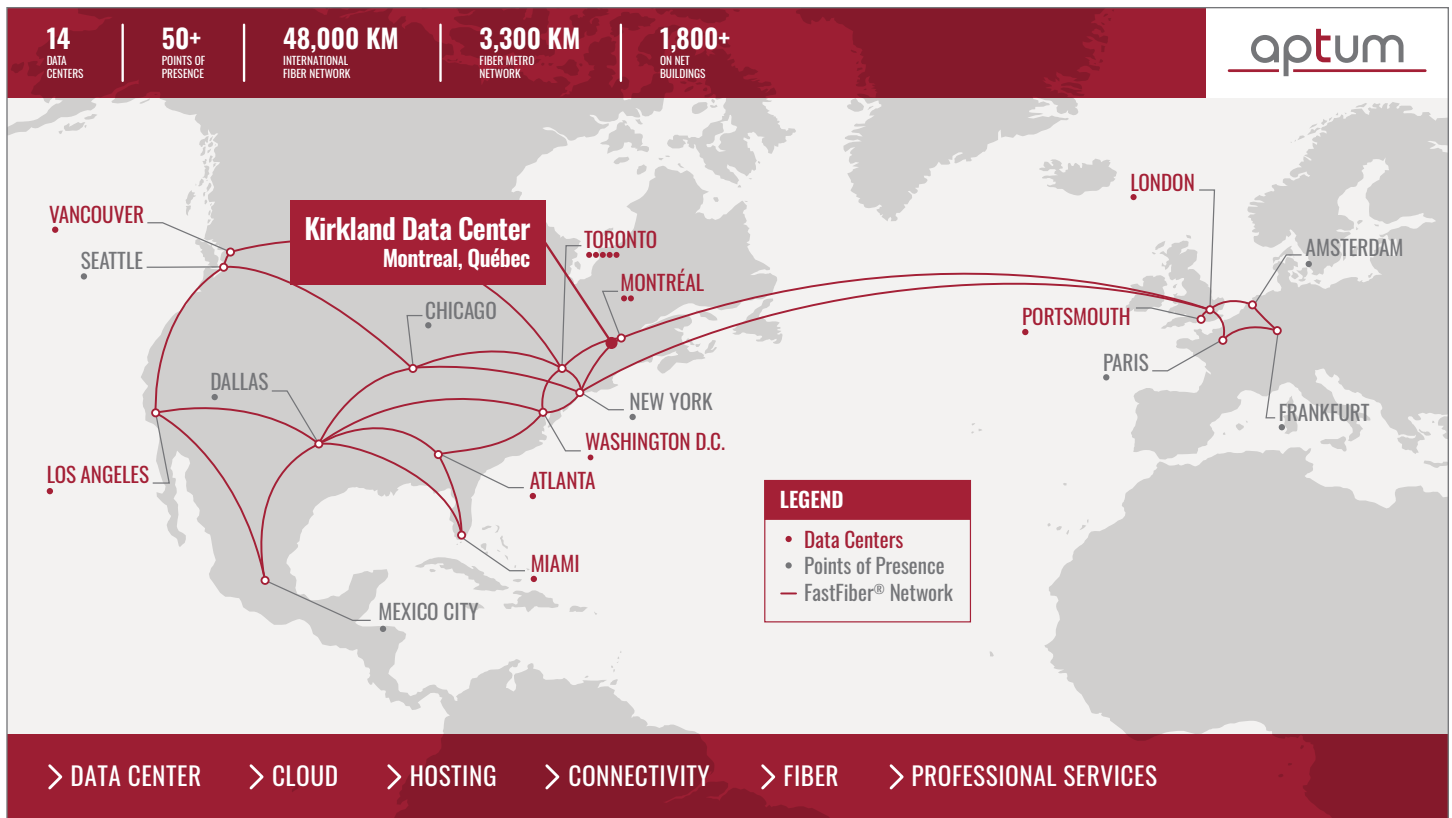 14
DATA
CENTERS
50+
POINTS OF
PRESENCE
48,000 KM
INTERNATIONAL
FIBER NETWORK
3,300 KM
FIBER METRO
NETWORK
1,800+
ON NET
BUILDINGS
aptum
VANCOUVER
SEATTLE
Kirkland Data Center
Montreal, Québec
TORONTO
MONTRÉAL
CHICAGO
DALLAS
NEW YORK
WASHINGTON D.C.
LOS ANGELES
ATLANTA
MIAMI
MEXICO CITY
LONDON
AMSTERDAM
PORTSMOUTH
PARIS
FRANKFURT
LEGEND
Data Centers
Points of Presence
FastFiber® Network
DATA CENTER
CLOUD
HOSTING
CONNECTIVITY
FIBER
PROFESSIONAL SERVICES